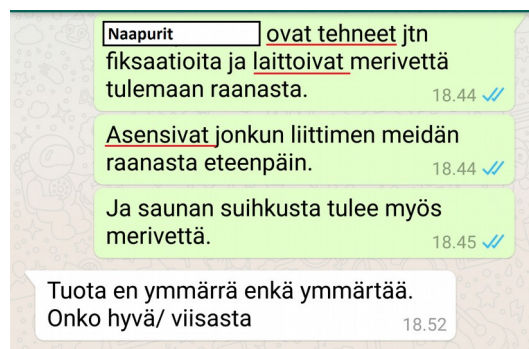 Naapurit ovat tehneet jtn
fiksaatioita ja laittoivat merivettä
tulemaan raanasta.
18.44
Asensivat jonkun liittimen meidän
raanasta eteenpäin.
18.44
Ja saunan suihkusta tulee myös
merivettä.
18.45
Tuota en ymmärrä enkä ymmärtää.
Onko hyvä/ viisasta
18.52